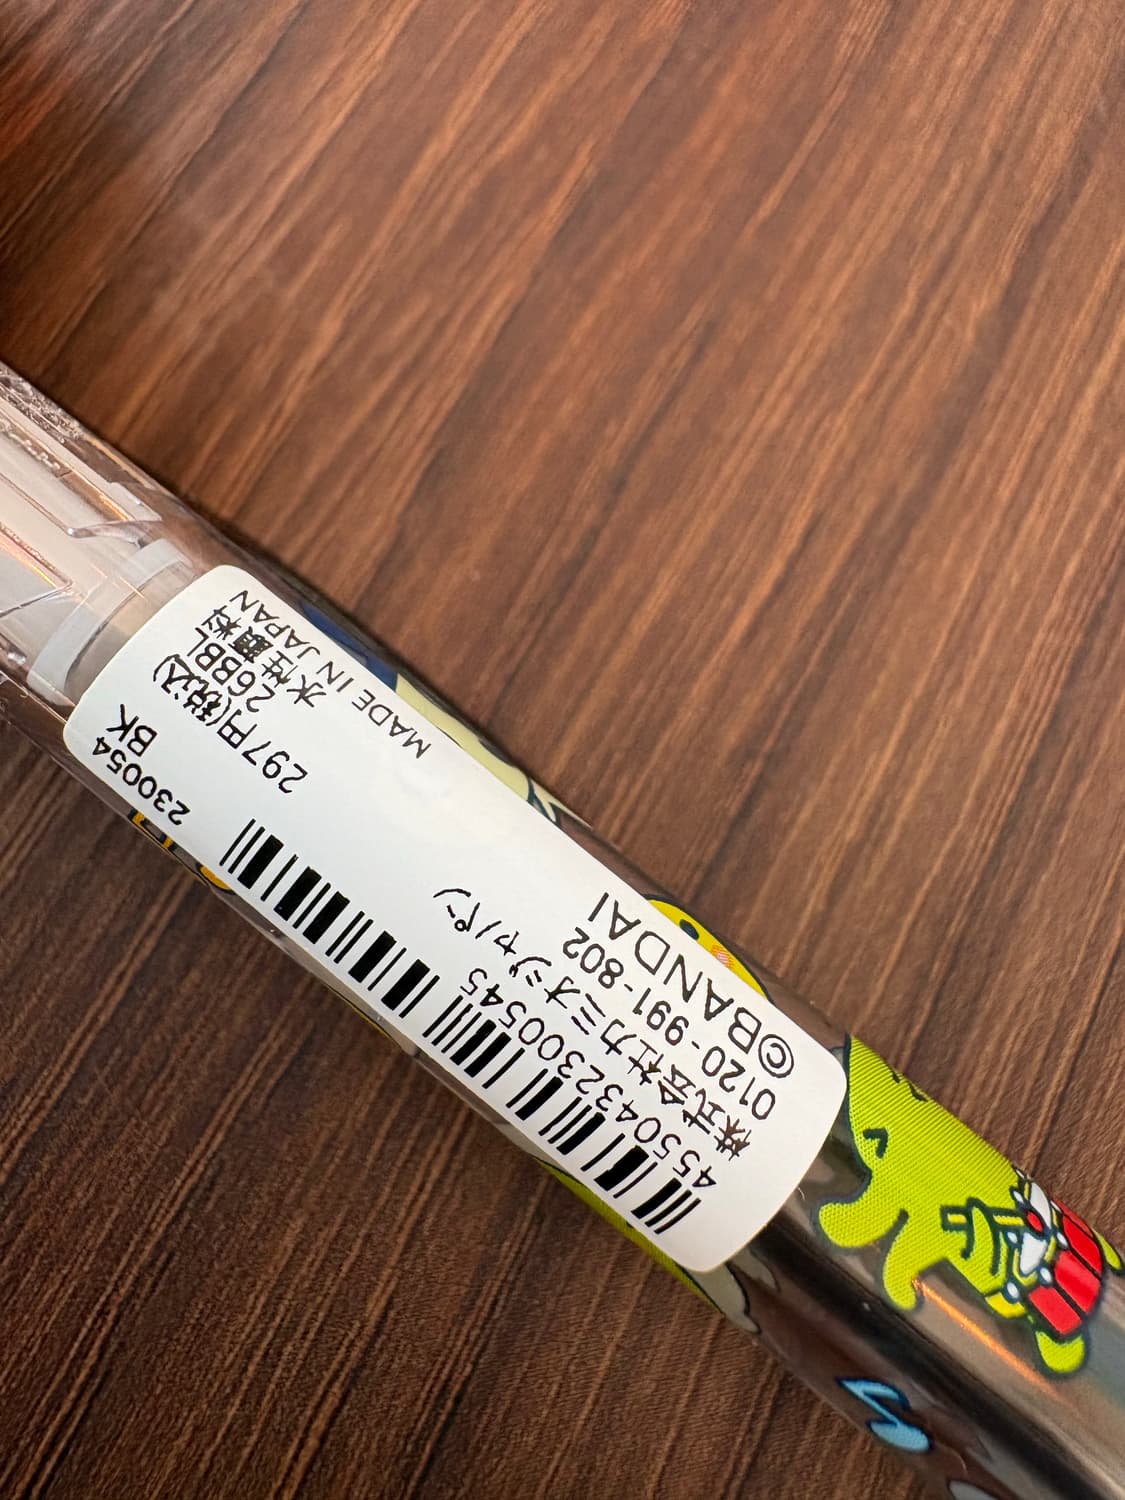 230054
BK
297円(税込)
26BBL
水性顔料
MADE IN JAPAN
4550432300545
株式会社カミオジャパン
0120-991-802
©BANDAI